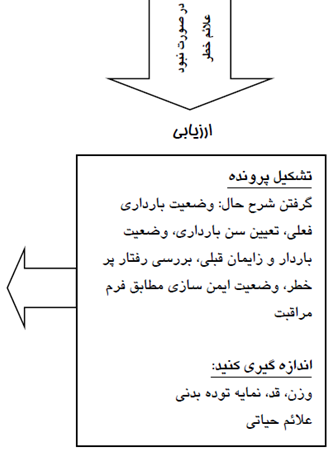 در صورت نبود
علائم خطر
ارزیابی
تشکیل پرونده
گرفتن شرح حال: وضعیت بارداری
فعلی، تعیین سن بارداری، وضعیت
باردار و زایمان قبلی، بررسی رفتار پر
خطر، وضعیت ایمن سازی مطابق فرم
مراقبت
اندازه گیری کنید:
وزن، قد، نمایه توده بدنی
علائم حیاتی